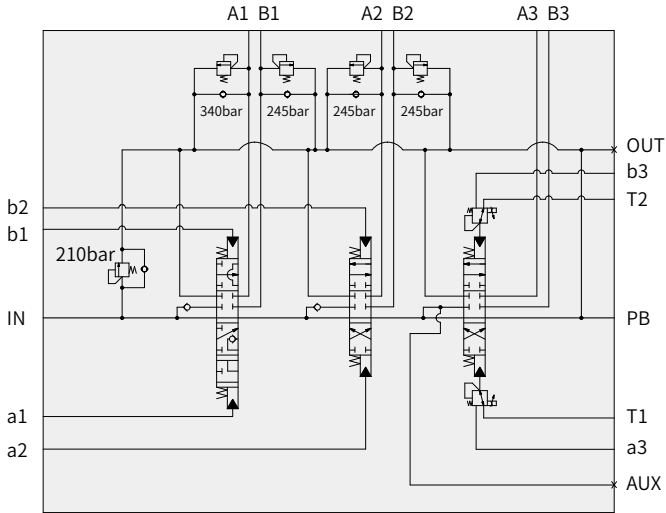 A1 B1 A2 B2 A3 B3
340bar 245bar 245bar 245bar
OUT
b3
T2
b2
b1
210bar
IN PB
a1 T1
a2 a3
AUX